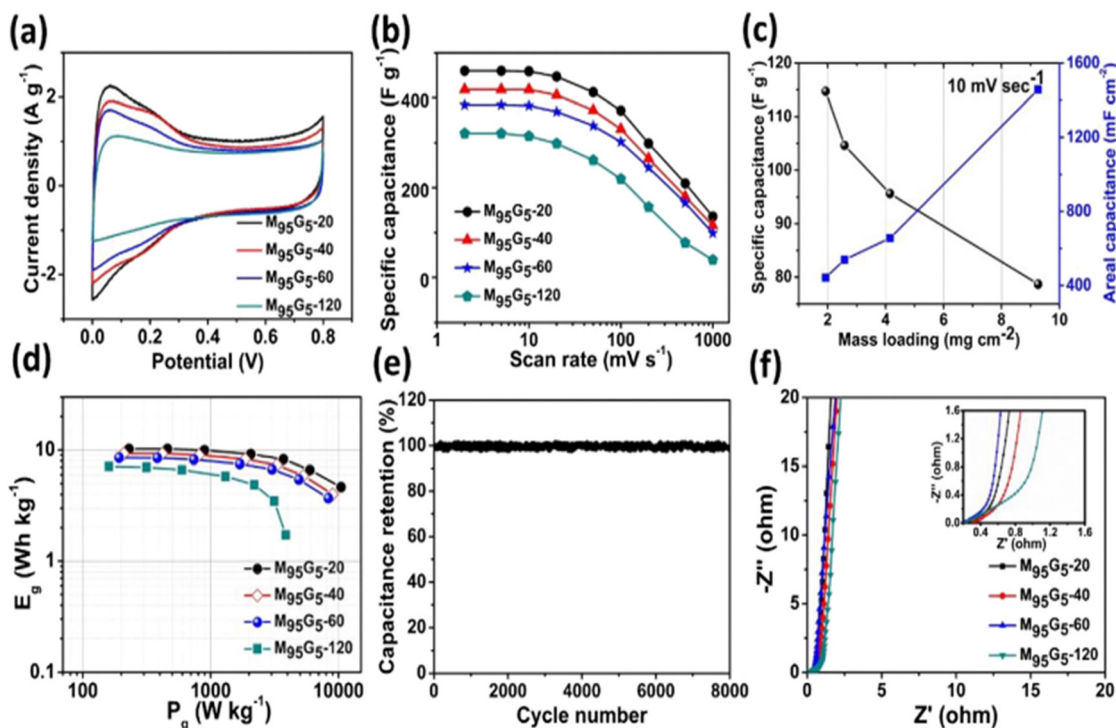 (a)
Current density (A g⁻¹)
2
1
0
-1
-2
M₉₅G₅-20
M₉₅G₅-40
M₉₅G₅-60
M₉₅G₅-120
0.0 0.2 0.4 0.6 0.8
Potential (V)
(b)
Specific capacitance (F g⁻¹)
400
200
0
M₉₅G₅-20
M₉₅G₅-40
M₉₅G₅-60
M₉₅G₅-120
1 10 100 1000
Scan rate (mV s⁻¹)
(c)
Specific capacitance (F g⁻¹)
120
115
110
105
100
95
90
85
80
10 mV sec⁻¹
1600
1200
800
400
Areal capacitance (mF cm⁻²)
2 4 6 8 10
Mass loading (mg cm⁻²)
(d)
E_g (Wh kg⁻¹)
10
1
0.1
M₉₅G₅-20
M₉₅G₅-40
M₉₅G₅-60
M₉₅G₅-120
100 1000 10000
P_g (W kg⁻¹)
(e)
Capacitance retention (%)
120
100
80
60
40
20
0
0 2000 4000 6000 8000
Cycle number
(f)
-Z'' (ohm)
20
15
10
5
0
-Z'' (ohm)
1.6
1.2
0.8
0.4
0.0
0.4 0.8 1.2 1.6
Z' (ohm)
M₉₅G₅-20
M₉₅G₅-40
M₉₅G₅-60
M₉₅G₅-120
0 5 10 15 20
Z' (ohm)